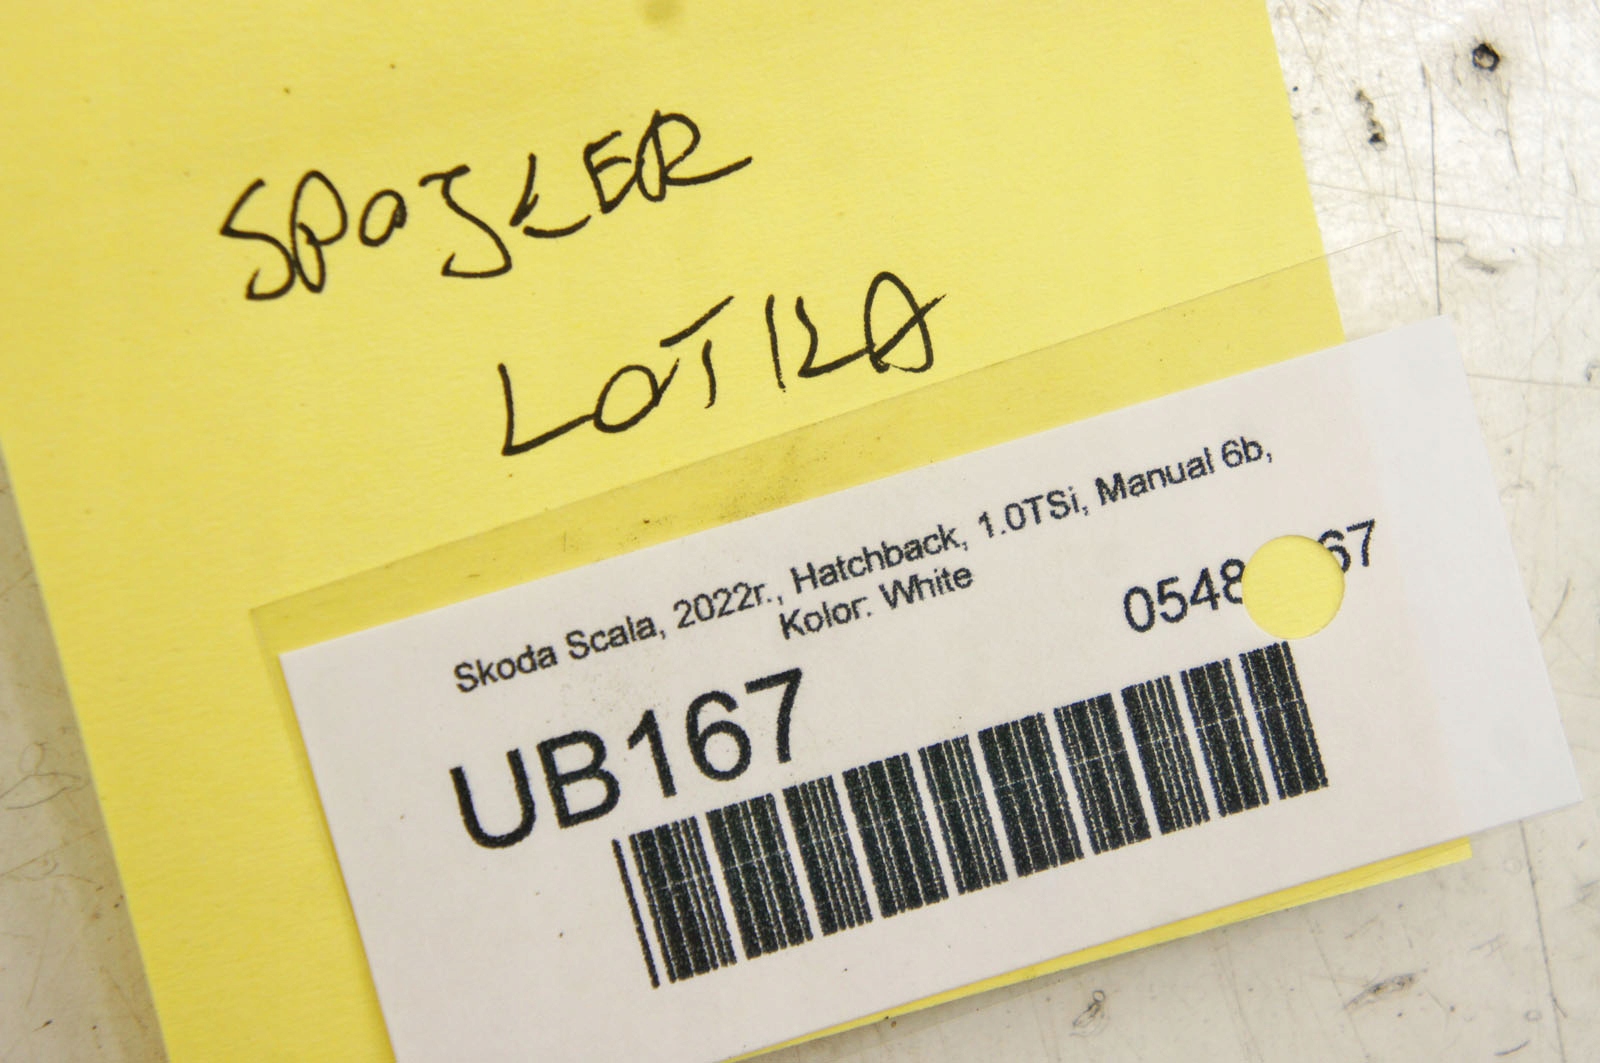 SPOJLER
LOTKA
Skoda Scala, 2022r., Hatchback, 1.0TSi, Manual 6b,
Kolor: White
UB167